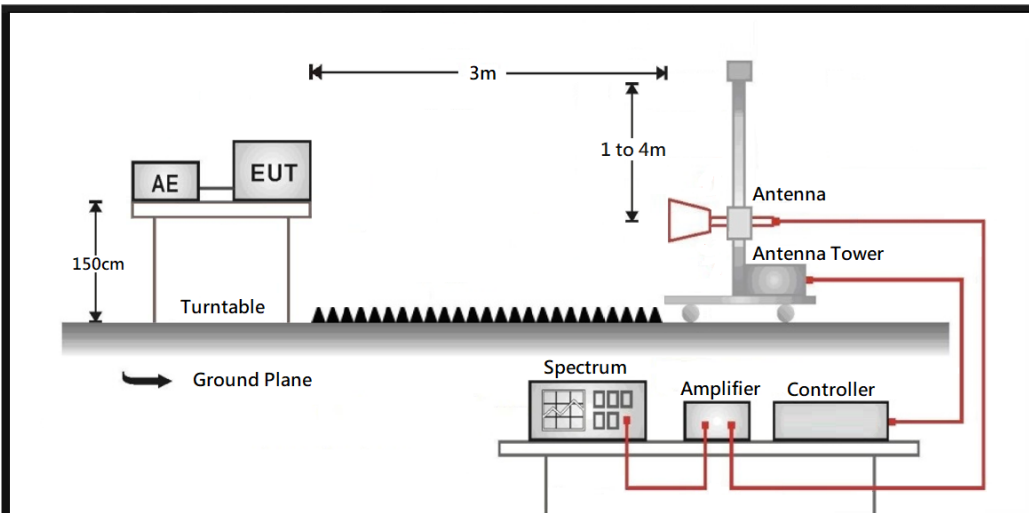 3m
1 to 4m
AE
EUT
Antenna
150cm
Antenna Tower
Turntable
Ground Plane
Spectrum
Amplifier
Controller